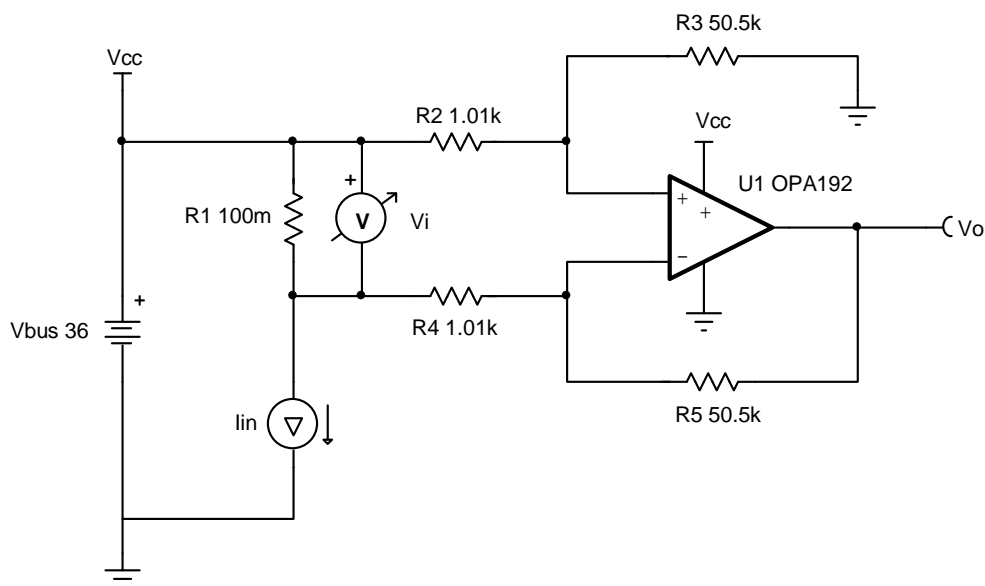 Vcc
R3 50.5k
R2 1.01k
Vcc
U1 OPA192
R1 100m
+
V
Vi
+
+
−
Vo
+
Vbus 36
R4 1.01k
R5 50.5k
Iin